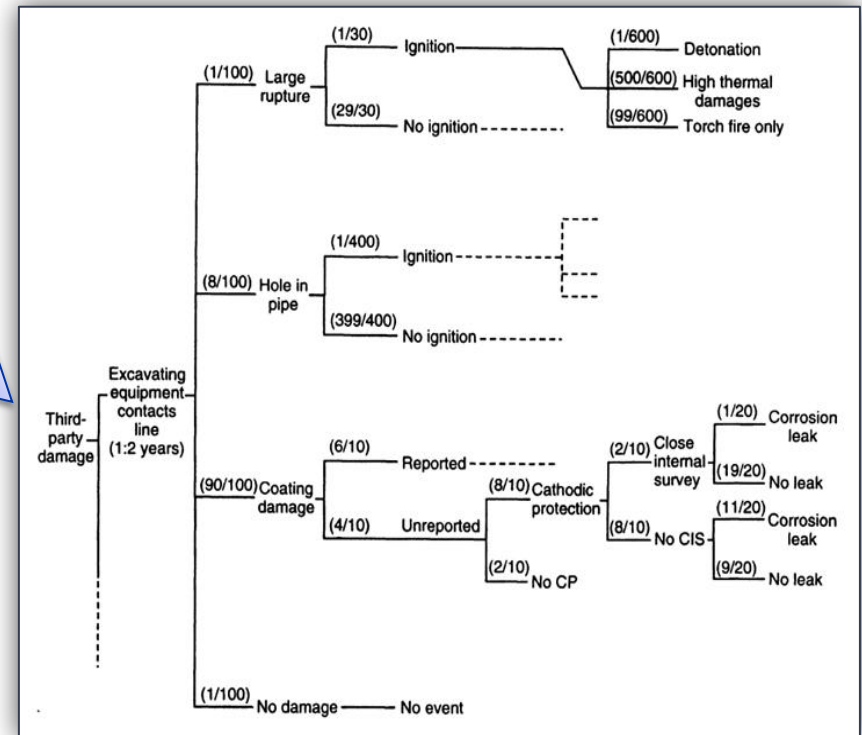 Third-
party
damage
Excavating
equipment
contacts
line
(1:2 years)
(1/100) Large
rupture
(1/30) Ignition
(1/600) Detonation
(500/600) High thermal
damages
(99/600) Torch fire only
(29/30) No ignition
(8/100) Hole in
pipe
(1/400) Ignition
(399/400) No ignition
(90/100) Coating
damage
(6/10) Reported
(4/10) Unreported
(8/10) Cathodic
protection
(2/10) Close
internal
survey
(1/20) Corrosion
leak
(19/20) No leak
(8/10) No CIS
(11/20) Corrosion
leak
(9/20) No leak
(2/10) No CP
(1/100) No damage
No event